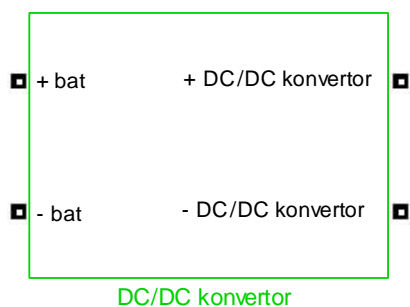 + bat + DC/DC konvertor
- bat - DC/DC konvertor
DC/DC konvertor